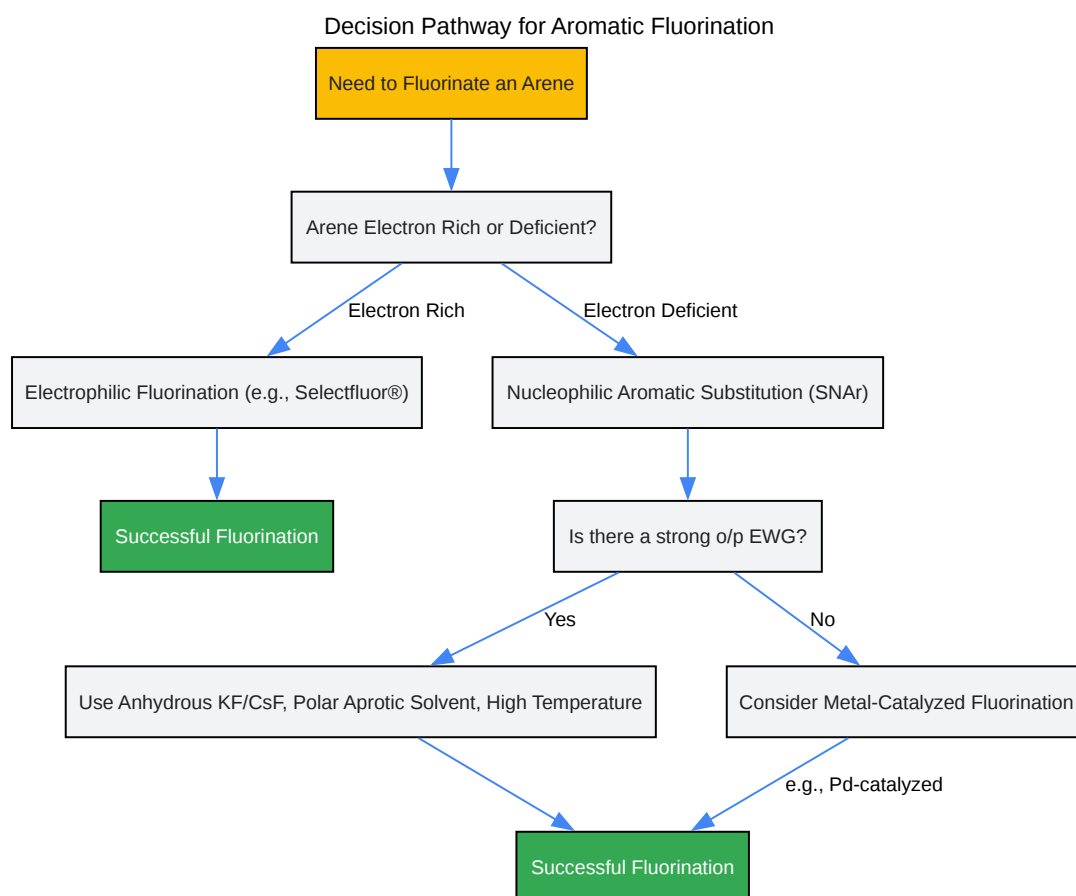 Decision Pathway for Aromatic Fluorination
Need to Fluorinate an Arene
Arene Electron Rich or Deficient?
Electron Rich
Electron Deficient
Electrophilic Fluorination (e.g., Selectfluor®)
Nucleophilic Aromatic Substitution (SNAr)
Successful Fluorination
Is there a strong o/p EWG?
Yes
No
Use Anhydrous KF/CsF, Polar Aprotic Solvent, High Temperature
Consider Metal-Catalyzed Fluorination
e.g., Pd-catalyzed
Successful Fluorination